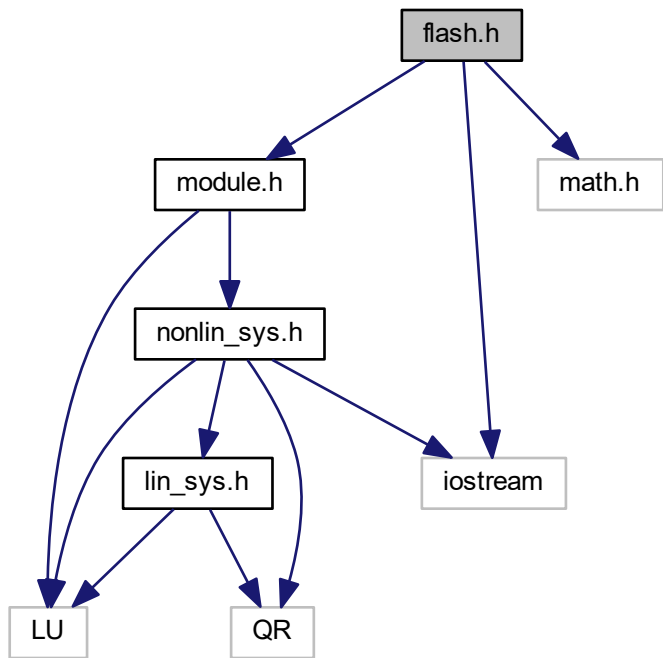 flash.h
module.h
math.h
nonlin_sys.h
lin_sys.h
iostream
LU
QR